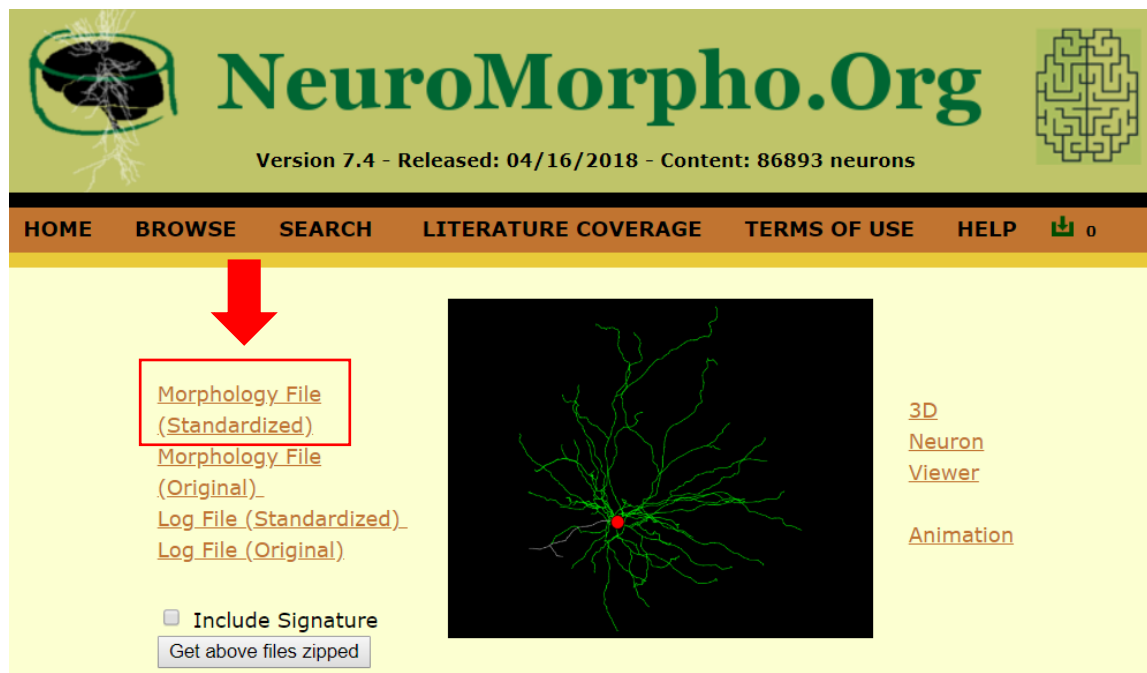 NeuroMorpho.Org
Version 7.4 - Released: 04/16/2018 - Content: 86893 neurons
HOME BROWSE SEARCH LITERATURE COVERAGE TERMS OF USE HELP 0
Morphology File
(Standardized)
Morphology File
(Original)
Log File (Standardized)
Log File (Original)
Include Signature
Get above files zipped
3D
Neuron
Viewer
Animation